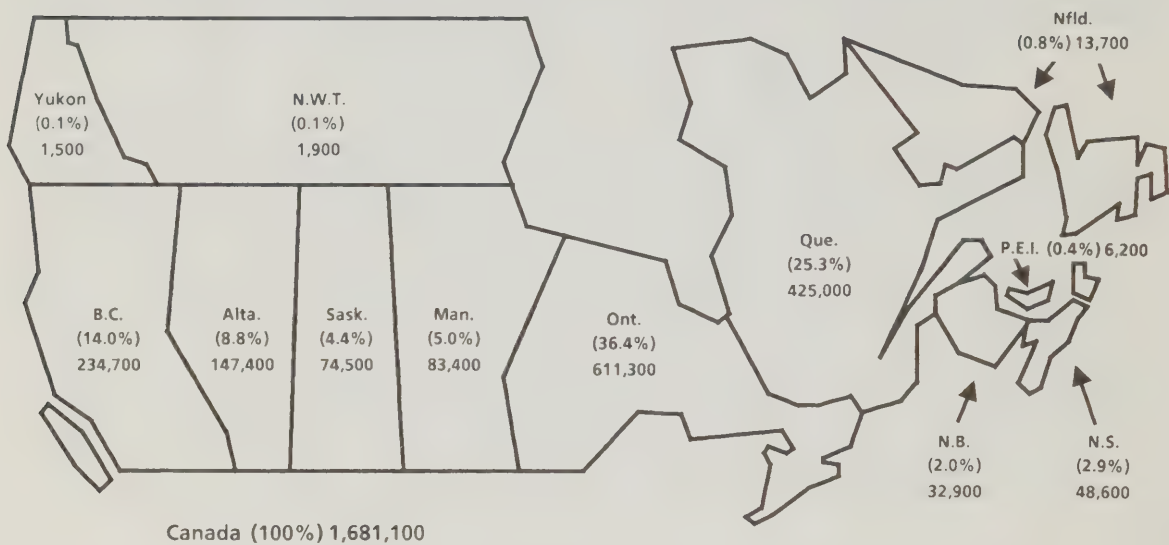 Nfld.
(0.8%) 13,700
Yukon
(0.1%)
1,500
N.W.T.
(0.1%)
1,900
Que.
(25.3%)
425,000
P.E.I. (0.4%) 6,200
B.C.
(14.0%)
234,700
Alta.
(8.8%)
147,400
Sask.
(4.4%)
74,500
Man.
(5.0%)
83,400
Ont.
(36.4%)
611,300
N.B.
(2.0%)
32,900
N.S.
(2.9%)
48,600
Canada (100%) 1,681,100